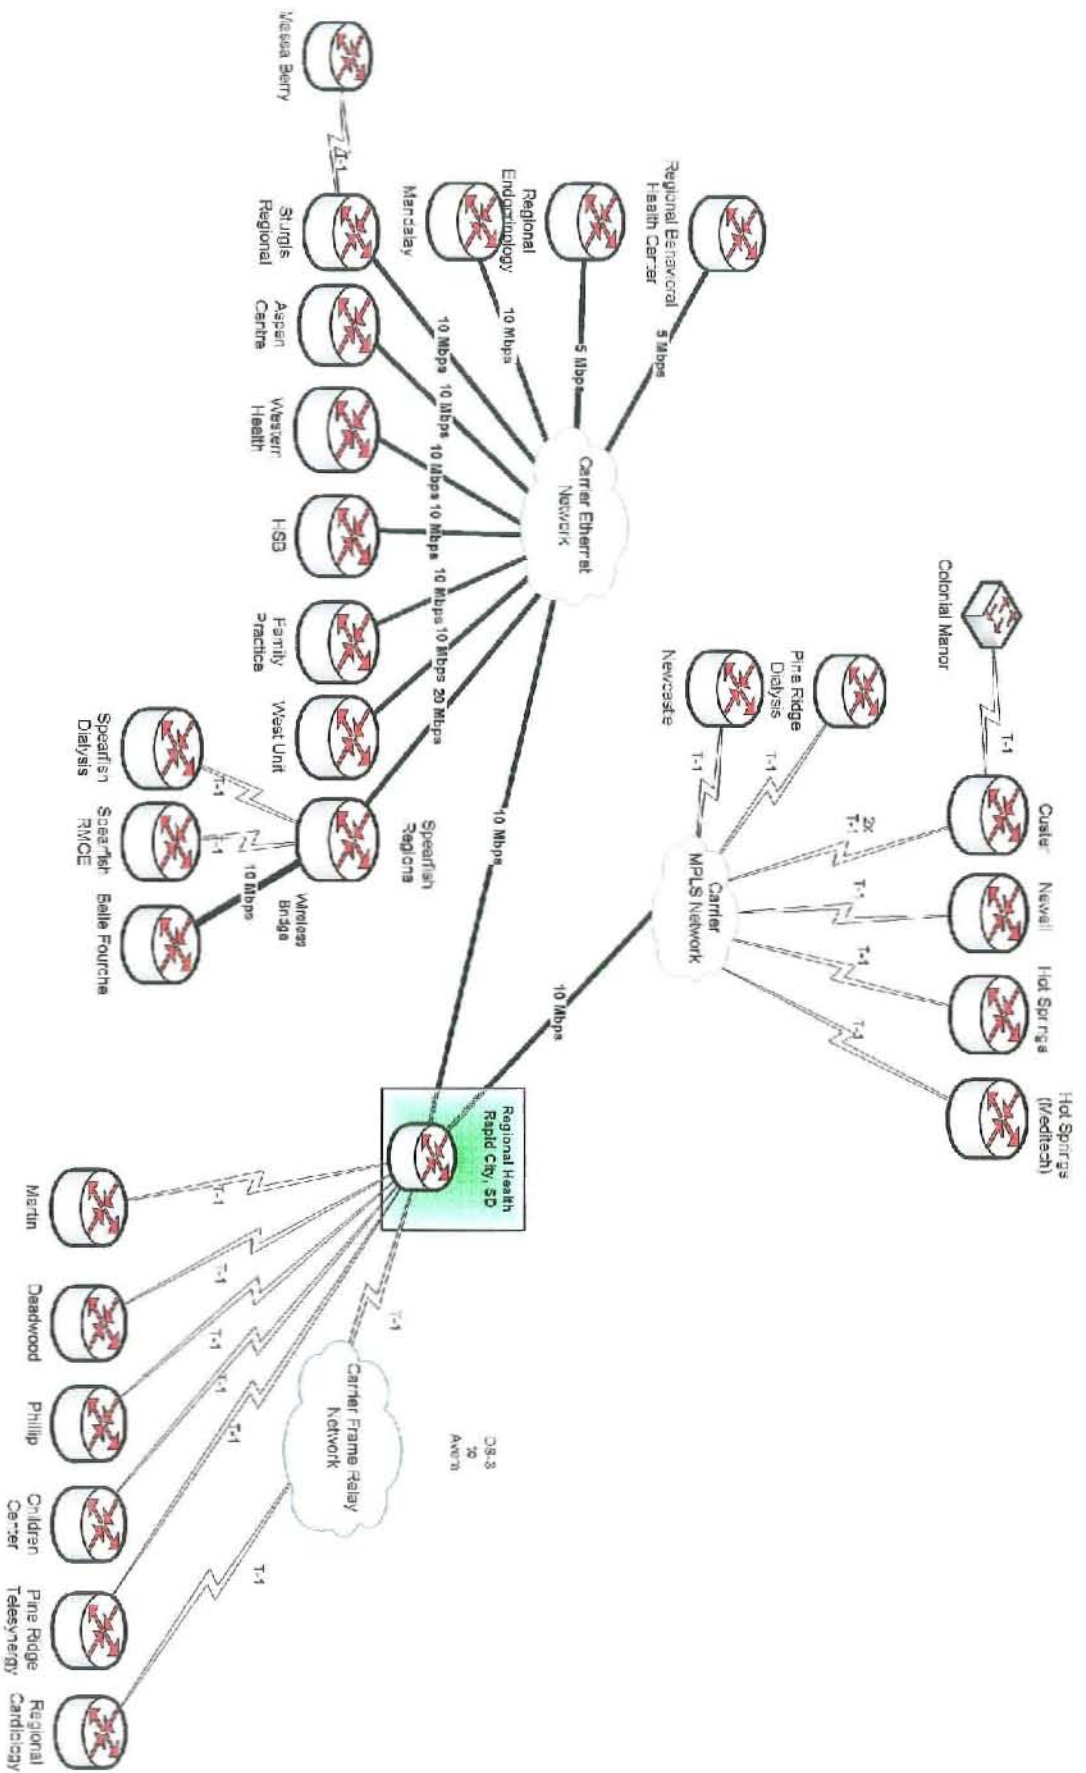 Colonial Manor
T-1
Custer
Newell
Hot Springs
Hot Springs
(Meditech)
Pine Ridge
Dialysis
Newcastle
T-1
T-1
2X
T-1
T-1
T-1
T-1
Carrier
MPLS Network
10 Mbps
Regional Behavioral
Health Center
Regional
Endocrinology
Mandalay
5 Mbps
5 Mbps
10 Mbps
Carrier Ethernet
Network
T-1
Sturgis
Regional
Aspen
Centre
Western
Health
HSB
Family
Practice
West Unit
Spearfish
Regional
10 Mbps
10 Mbps
10 Mbps
10 Mbps
10 Mbps
10 Mbps
20 Mbps
10 Mbps
Wireless
Bridge
T-1
T-1
10 Mbps
Spearfish
Dialysis
Spearfish
RMCE
Belle Fourche
Regional Health
Rapid City, SD
T-1
Carrier Frame Relay
Network
DS-3
to
Avera
T-1
T-1
T-1
T-1
T-1
T-1
Martin
Deadwood
Phillip
Children
Center
Pine Ridge
Telesynergy
Regional
Cardiology